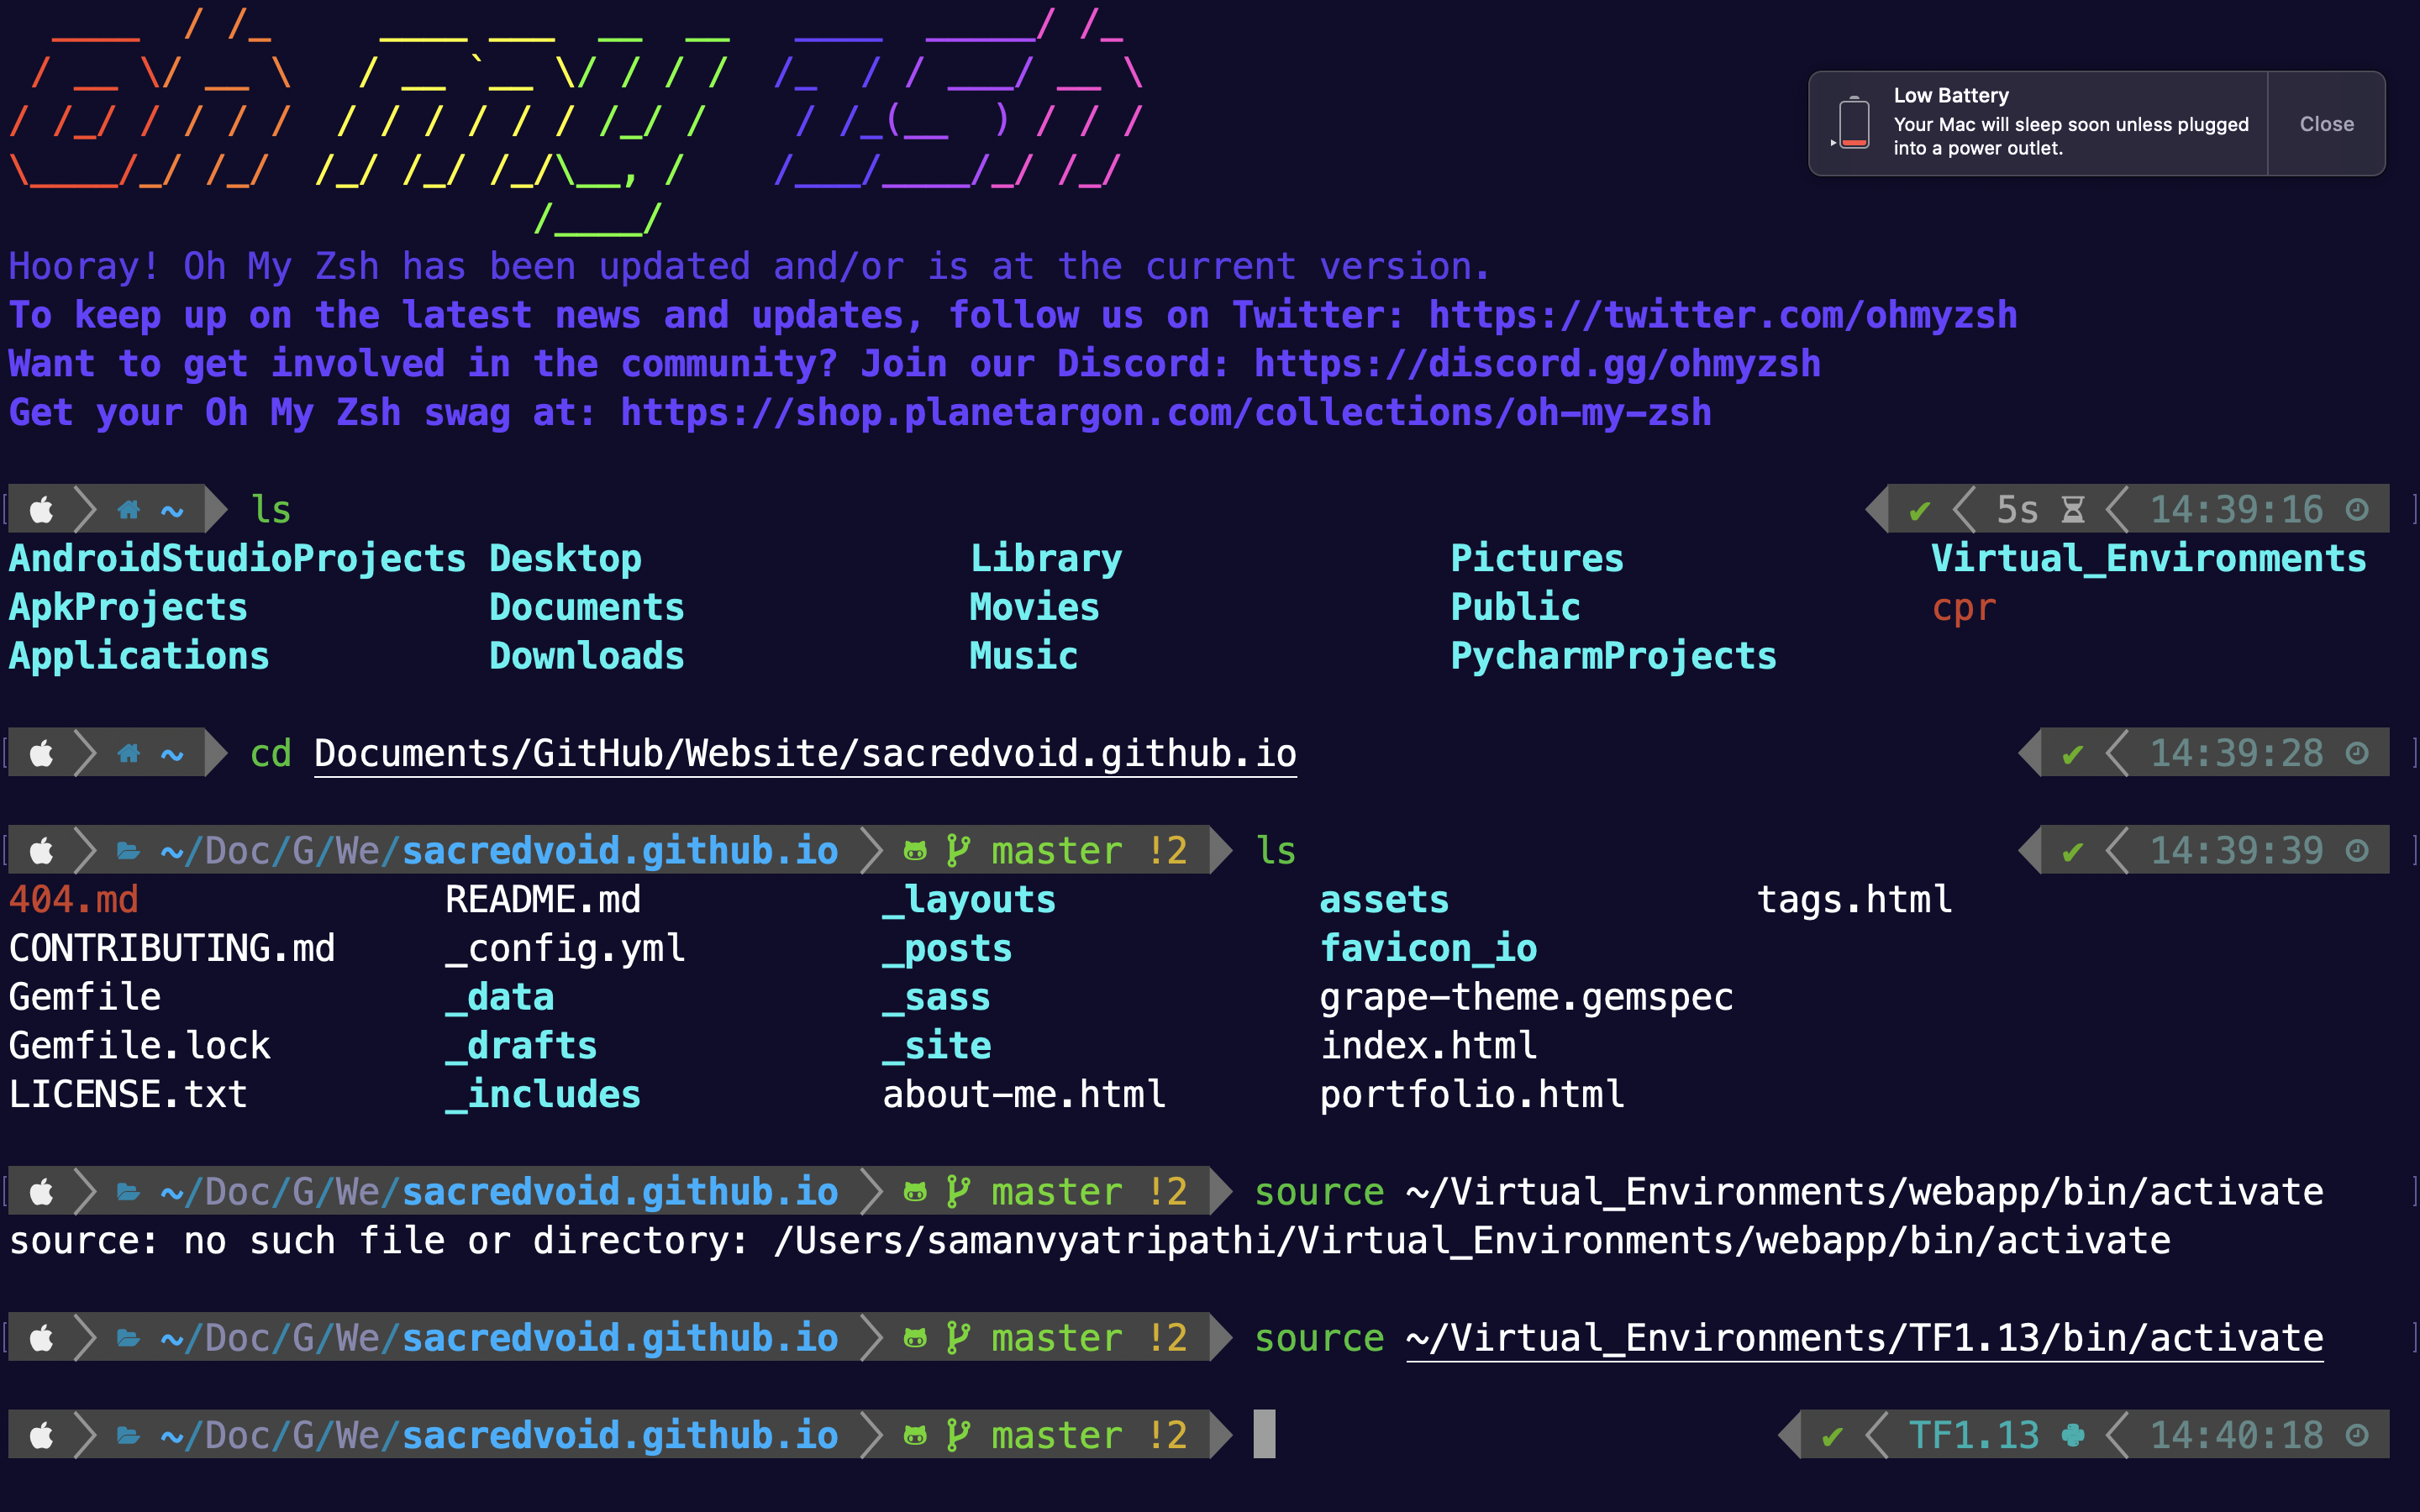 Low Battery
Your Mac will sleep soon unless plugged
into a power outlet.
Close
Hooray! Oh My Zsh has been updated and/or is at the current version.
To keep up on the latest news and updates, follow us on Twitter: https://twitter.com/ohmyzsh
Want to get involved in the community? Join our Discord: https://discord.gg/ohmyzsh
Get your Oh My Zsh swag at: https://shop.planetargon.com/collections/oh-my-zsh
~ ls 5s 14:39:16
AndroidStudioProjects Desktop Library Pictures Virtual_Environments
ApkProjects Documents Movies Public cpr
Applications Downloads Music PycharmProjects
~ cd Documents/GitHub/Website/sacredvoid.github.io 14:39:28
~/Doc/G/We/sacredvoid.github.io master !2 ls 14:39:39
404.md README.md _layouts assets tags.html
CONTRIBUTING.md _config.yml _posts favicon_io
Gemfile _data _sass grape-theme.gemspec
Gemfile.lock _drafts _site index.html
LICENSE.txt _includes about-me.html portfolio.html
~/Doc/G/We/sacredvoid.github.io master !2 source ~/Virtual_Environments/webapp/bin/activate
source: no such file or directory: /Users/samanvyatripathi/Virtual_Environments/webapp/bin/activate
~/Doc/G/We/sacredvoid.github.io master !2 source ~/Virtual_Environments/TF1.13/bin/activate
~/Doc/G/We/sacredvoid.github.io master !2 TF1.13 14:40:18